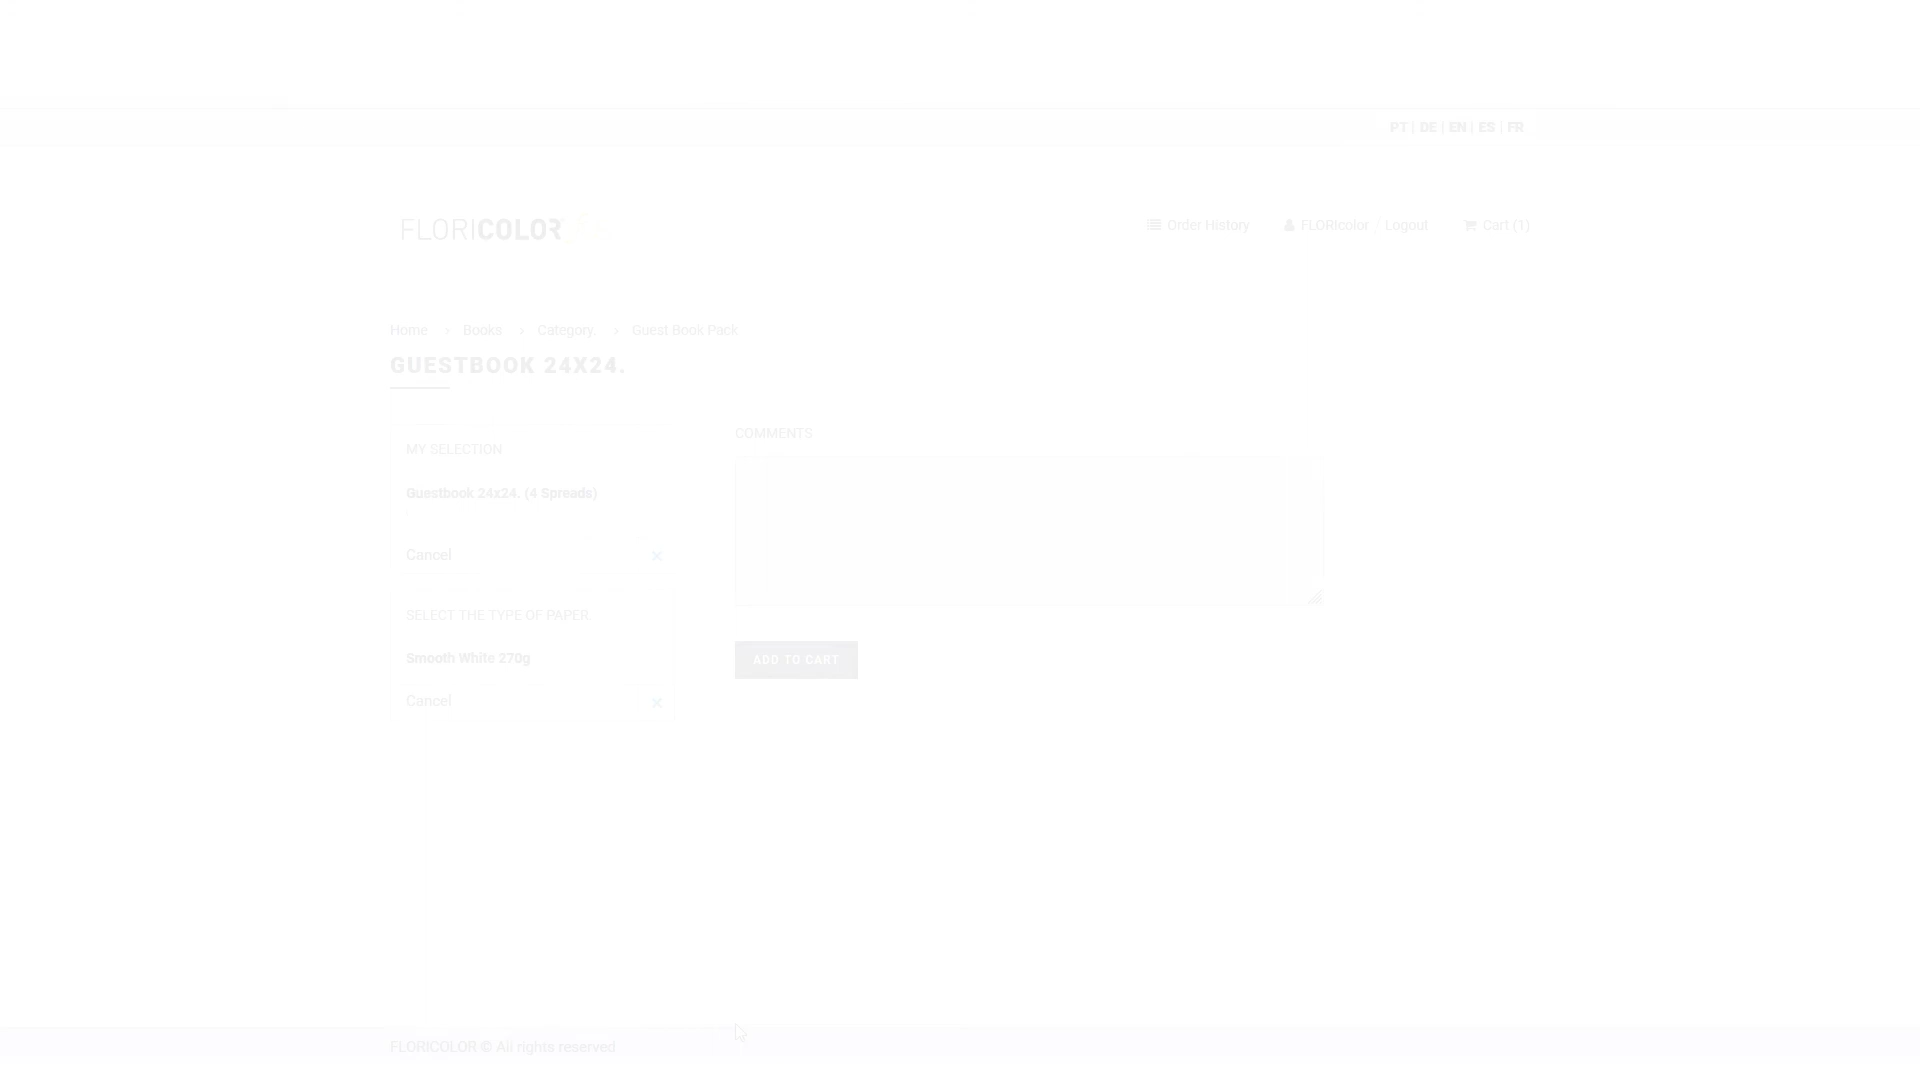 PT | DE | EN | ES | FR
FLORICOLOR
Order History
FLORIcolor / Logout
Cart (1)
Home > Books > Category. > Guest Book Pack
GUESTBOOK 24X24.
MY SELECTION
Guestbook 24x24. (4 Spreads)
Cancel
SELECT THE TYPE OF PAPER
Smooth White 270g
Cancel
COMMENTS
ADD TO CART
FLORICOLOR © All rights reserved